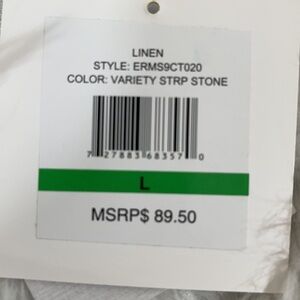 LINEN
STYLE: ERMS9CT020
COLOR: VARIETY STRP STONE
7 27883 68357 0
L
MSRP$ 89.50